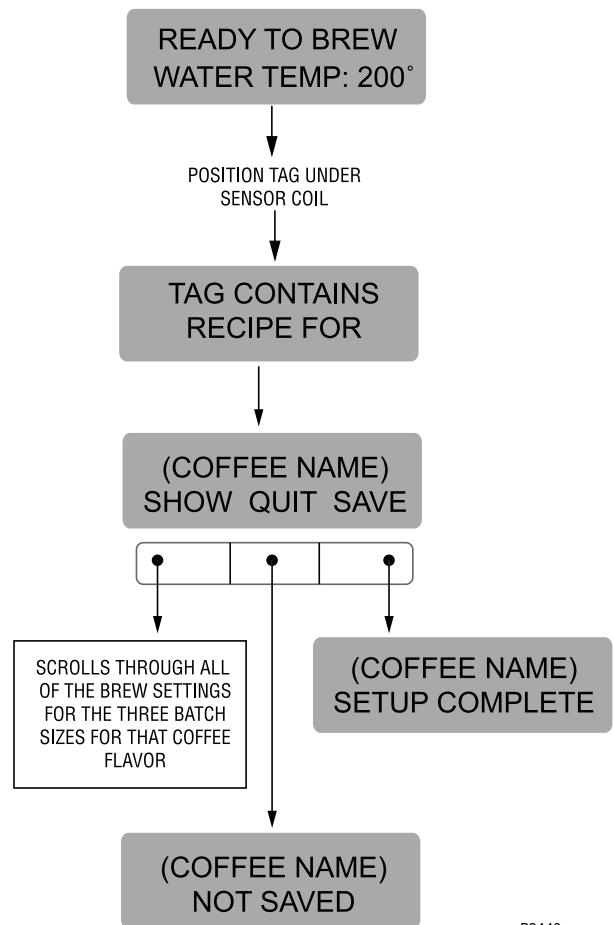 READY TO BREW
WATER TEMP: 200°
POSITION TAG UNDER
SENSOR COIL
TAG CONTAINS
RECIPE FOR
(COFFEE NAME)
SHOW QUIT SAVE
SCROLLS THROUGH ALL
OF THE BREW SETTINGS
FOR THE THREE BATCH
SIZES FOR THAT COFFEE
FLAVOR
(COFFEE NAME)
SETUP COMPLETE
(COFFEE NAME)
NOT SAVED